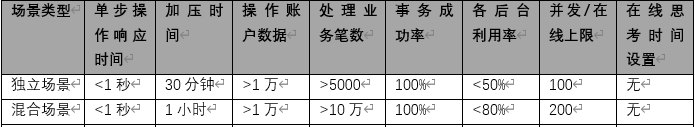 场景类型 单步操 加压时 操作账 处理业 事务成 各后台 并发/在 在线思
作响应 间 户数据 务笔数 功率 利用率 线上限 考时间
时间 设置
独立场景 <1 秒 30 分钟 >1 万 >5000 100% <50% 100 无
混合场景 <1 秒 1 小时 >1 万 >10 万 100% <80% 200 无